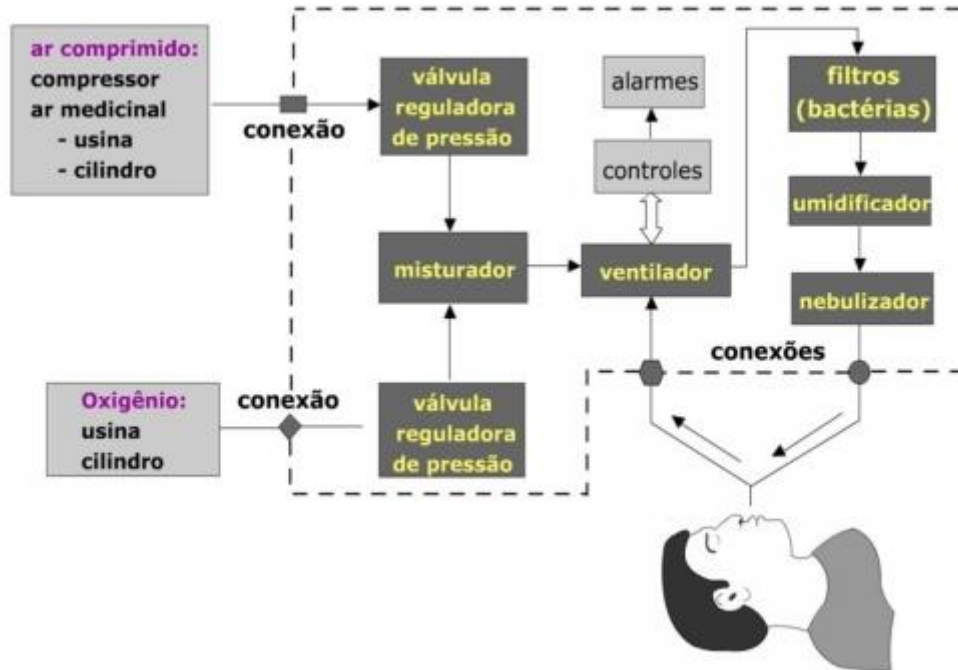 ar comprimido:
compressor
ar medicinal
- usina
- cilindro
conexão
válvula
reguladora
de pressão
alarmes
controles
filtros
(bactérias)
umidificador
misturador
ventilador
nebulizador
conexões
Oxigênio:
usina
cilindro
conexão
válvula
reguladora
de pressão